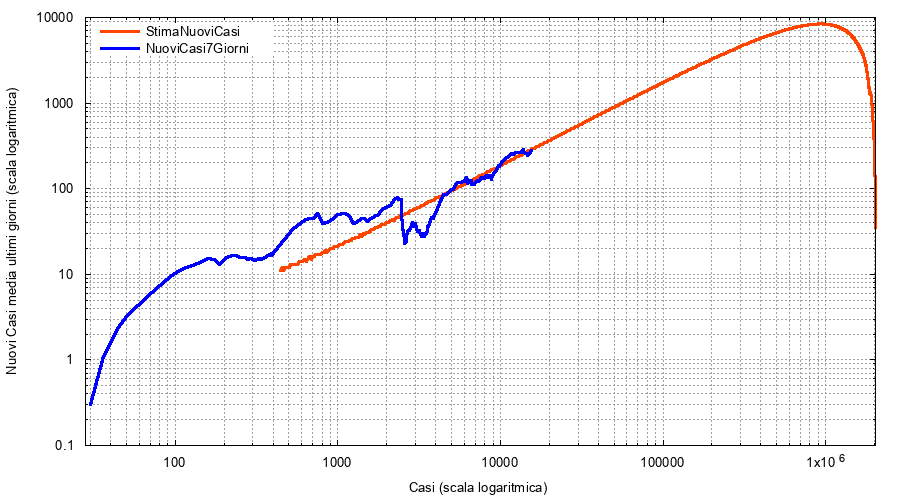 StimaNuoviCasi
NuoviCasi7Giorni
Nuovi Casi media ultimi giorni (scala logaritmica)
10000
1000
100
10
1
0.1
100 1000 10000 100000 1x10 6
Casi (scala logaritmica)